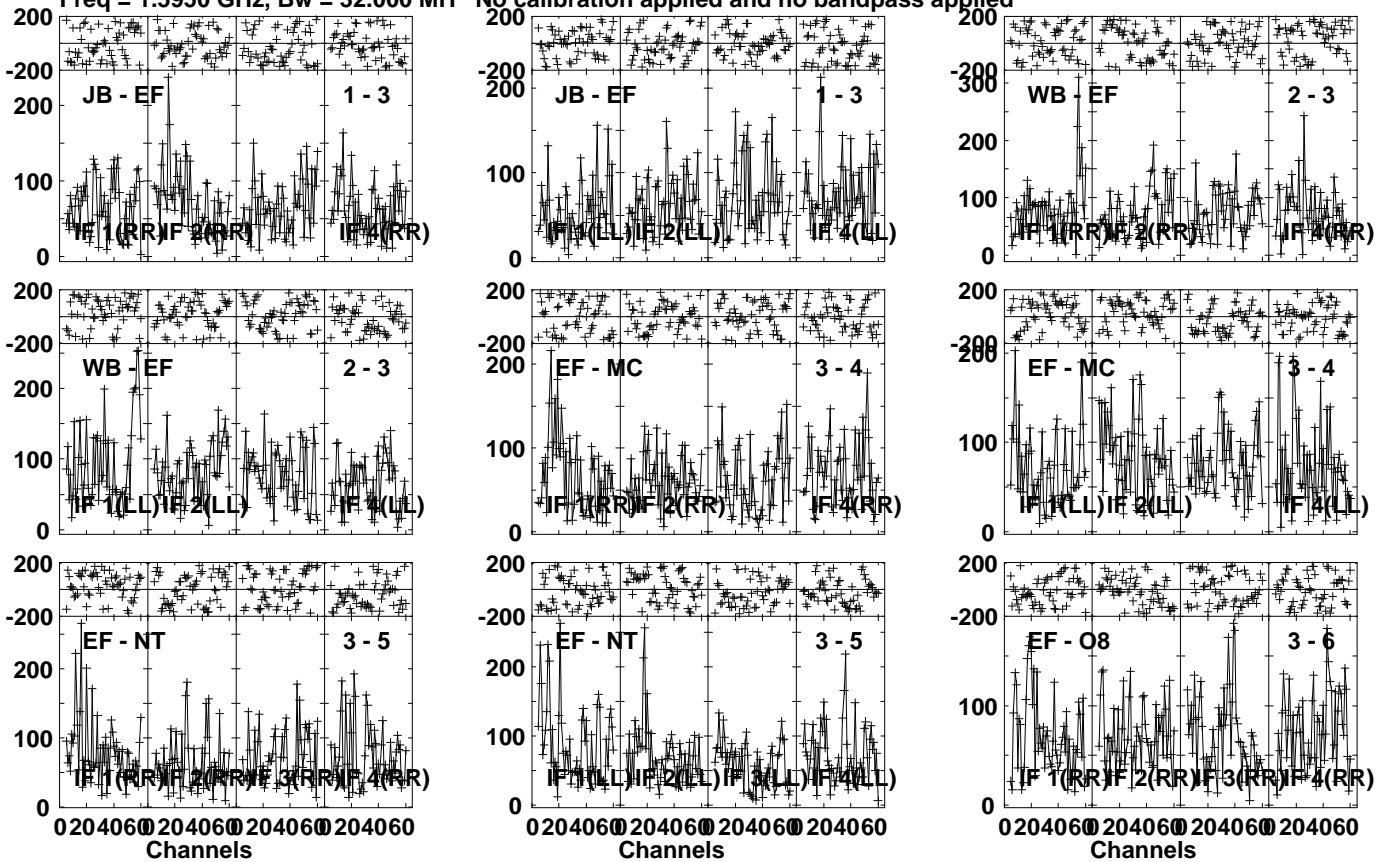 Freq = 1.5950 GHz, Bw = 32.000 MH No calibration applied and no bandpass applied
200
-200
JB - EF 1 - 3
200
100
0
IF 1(RR) IF 2(RR) IF 4(RR)
200
-200
JB - EF 1 - 3
200
100
0
IF 1(LL) IF 2(LL) IF 4(LL)
200
-200
WB - EF 2 - 3
300
200
100
0
IF 1(RR) IF 2(RR) IF 4(RR)
200
-200
WB - EF 2 - 3
200
100
0
IF 1(LL) IF 2(LL) IF 4(LL)
200
-200
EF - MC 3 - 4
200
100
0
IF 1(RR) IF 2(RR) IF 4(RR)
200
-200
EF - MC 3 - 4
200
100
0
IF 1(LL) IF 2(LL) IF 4(LL)
200
-200
EF - NT 3 - 5
200
100
0
IF 1(RR) IF 2(RR) IF 3(RR) IF 4(RR)
0 20 40 60 0 20 40 60 0 20 40 60 0 20 40 60
Channels
200
-200
EF - NT 3 - 5
200
100
0
IF 1(LL) IF 2(LL) IF 3(LL) IF 4(LL)
0 20 40 60 0 20 40 60 0 20 40 60 0 20 40 60
Channels
200
-200
EF - O8 3 - 6
100
0
IF 1(RR) IF 2(RR) IF 3(RR) IF 4(RR)
0 20 40 60 0 20 40 60 0 20 40 60 0 20 40 60
Channels